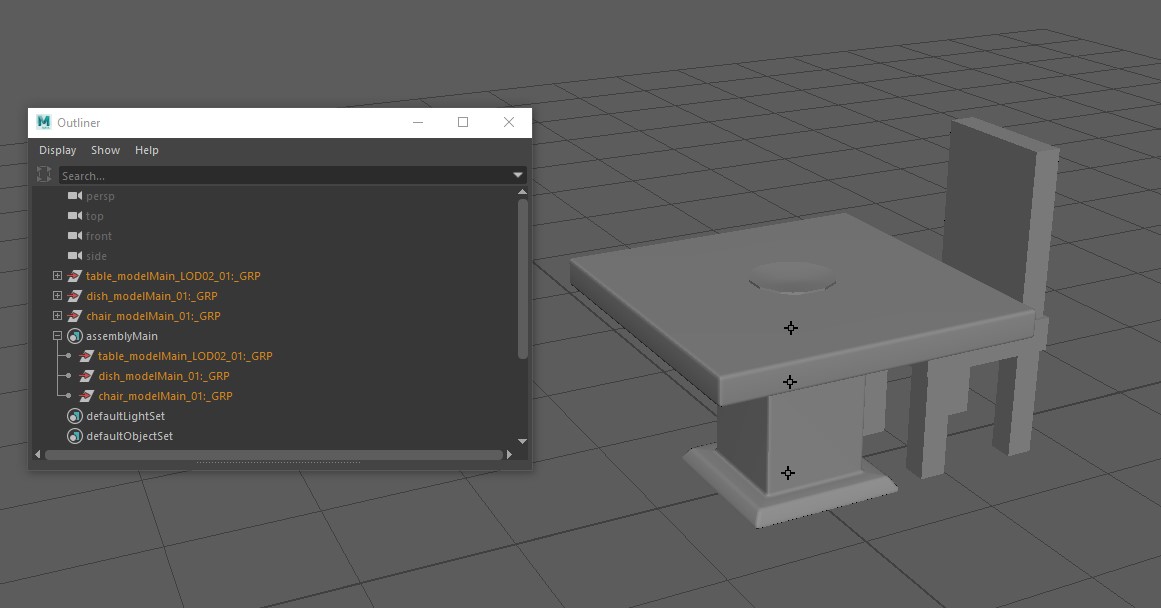 Outliner
Display Show Help
Search...
persp
top
front
side
table_modelMain_LOD02_01:_GRP
dish_modelMain_01:_GRP
chair_modelMain_01:_GRP
assemblyMain
table_modelMain_LOD02_01:_GRP
dish_modelMain_01:_GRP
chair_modelMain_01:_GRP
defaultLightSet
defaultObjectSet